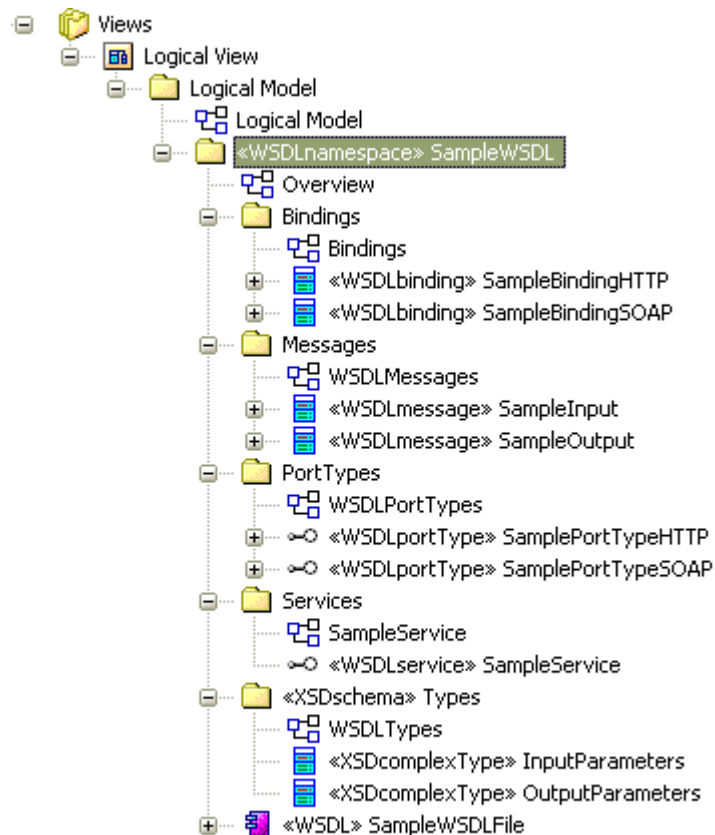 Views
Logical View
Logical Model
Logical Model
«WSDLnamespace» SampleWSDL
Overview
Bindings
Bindings
«WSDLbinding» SampleBindingHTTP
«WSDLbinding» SampleBindingSOAP
Messages
WSDLMessages
«WSDLmessage» SampleInput
«WSDLmessage» SampleOutput
PortTypes
WSDLPortTypes
«WSDLportType» SamplePortTypeHTTP
«WSDLportType» SamplePortTypeSOAP
Services
SampleService
«WSDLservice» SampleService
«XSDschema» Types
WSDLTypes
«XSDcomplexType» InputParameters
«XSDcomplexType» OutputParameters
«WSDL» SampleWSDLFile